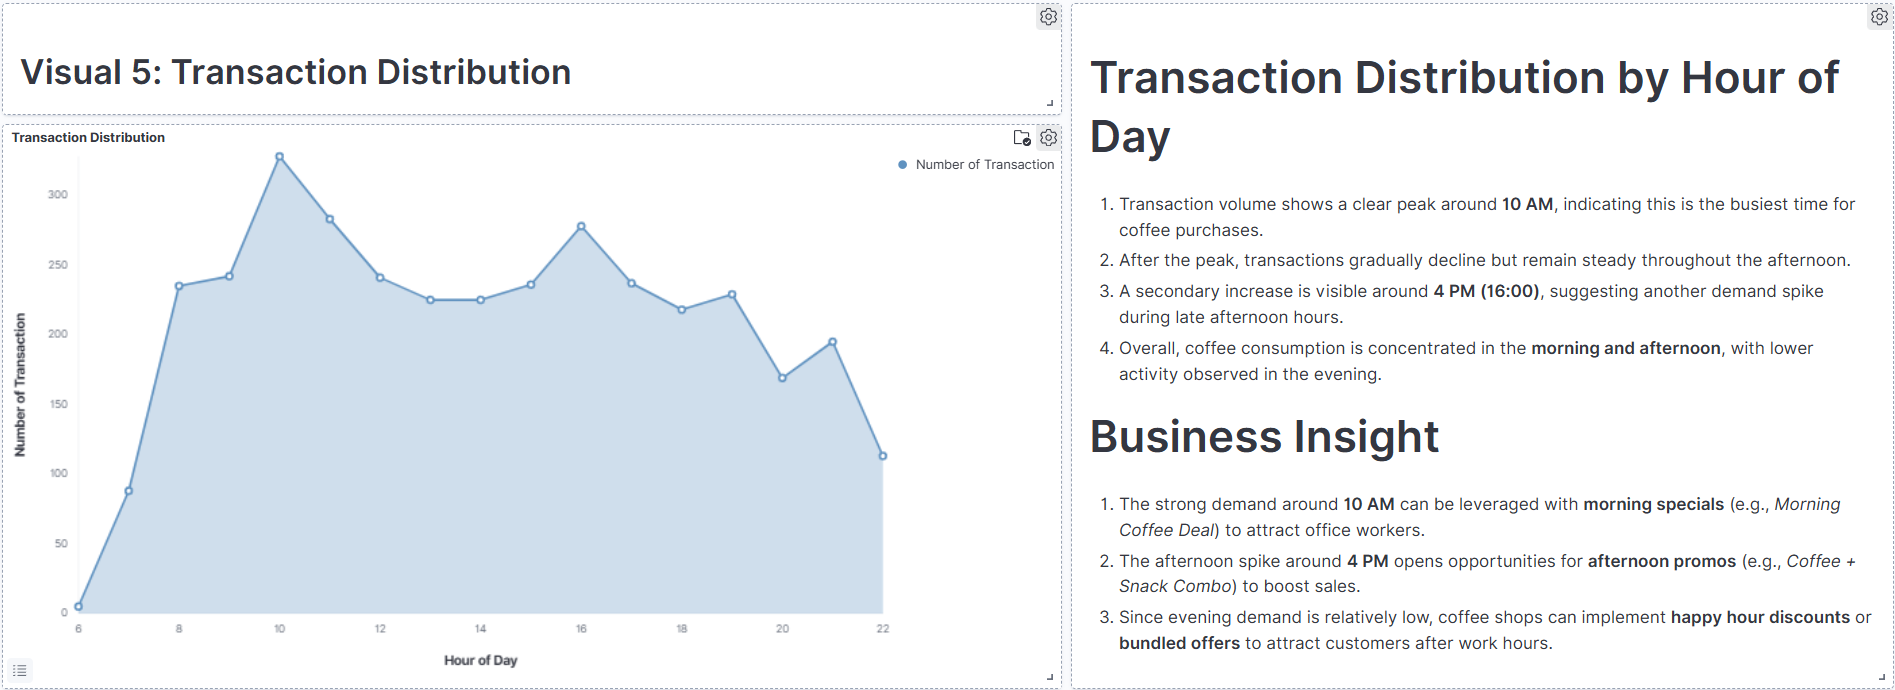 Visual 5: Transaction Distribution
Transaction Distribution
Number of Transaction
300
250
200
150
100
50
0
Number of Transaction
6
8
10
12
14
16
18
20
22
Hour of Day
Transaction Distribution by Hour of
Day
1. Transaction volume shows a clear peak around 10 AM, indicating this is the busiest time for
coffee purchases.
2. After the peak, transactions gradually decline but remain steady throughout the afternoon.
3. A secondary increase is visible around 4 PM (16:00), suggesting another demand spike
during late afternoon hours.
4. Overall, coffee consumption is concentrated in the morning and afternoon, with lower
activity observed in the evening.
Business Insight
1. The strong demand around 10 AM can be leveraged with morning specials (e.g., Morning
Coffee Deal) to attract office workers.
2. The afternoon spike around 4 PM opens opportunities for afternoon promos (e.g., Coffee +
Snack Combo) to boost sales.
3. Since evening demand is relatively low, coffee shops can implement happy hour discounts or
bundled offers to attract customers after work hours.